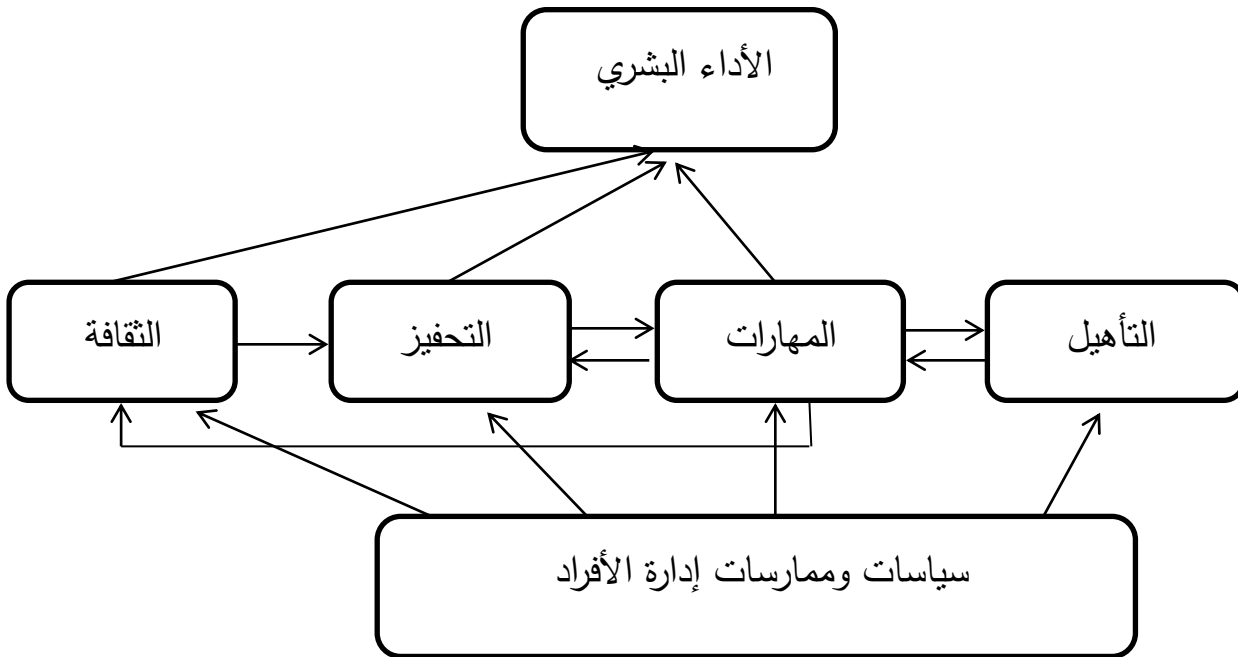 الأداء البشري
التأهيل
المهارات
التحفيز
الثقافة
سياسات وممارسات إدارة الأفراد